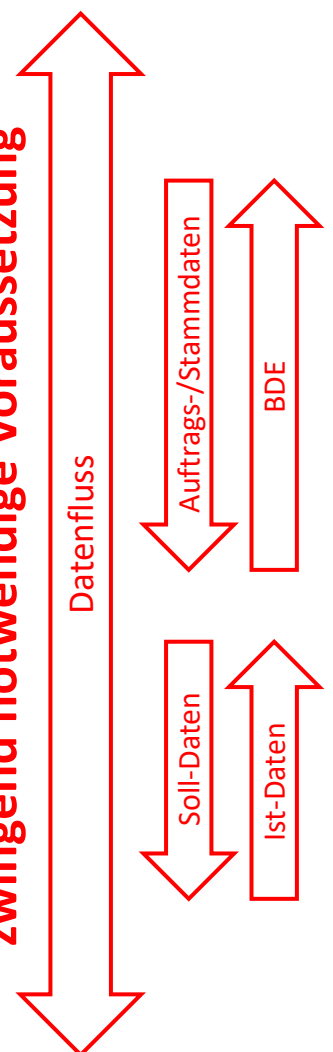 zwingend notwendige Voraussetzung
Datenfluss
Auftrags-/Stammdaten
BDE
Soll-Daten
Ist-Daten